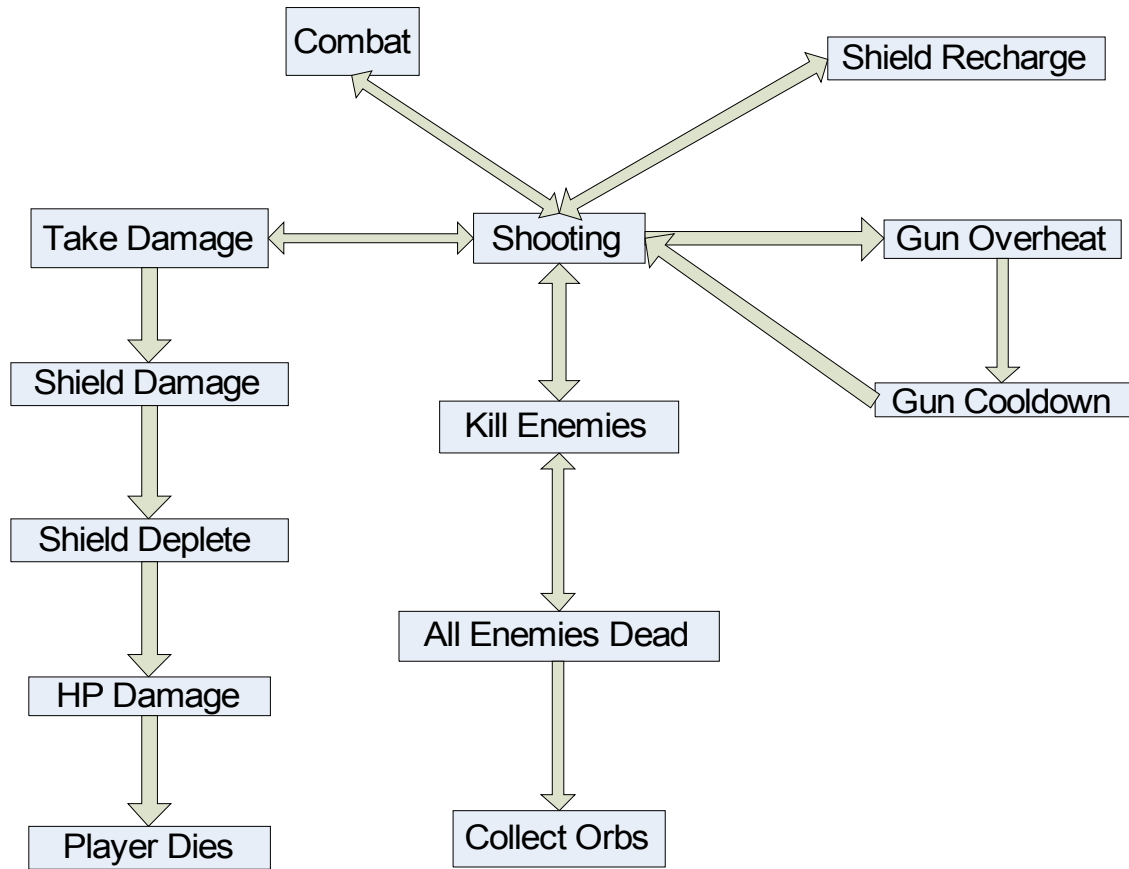 Combat
Shield Recharge
Take Damage
Shooting
Gun Overheat
Shield Damage
Gun Cooldown
Kill Enemies
Shield Deplete
All Enemies Dead
HP Damage
Collect Orbs
Player Dies